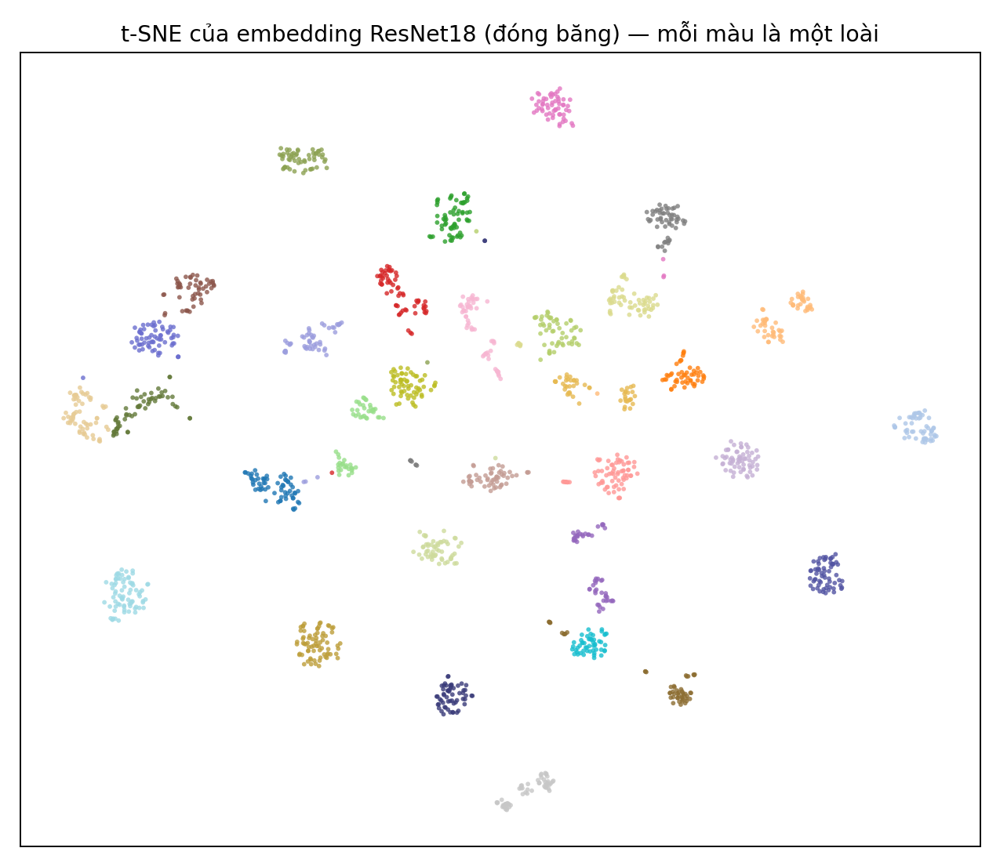 t-SNE của embedding ResNet18 (đóng băng) — mỗi màu là một loài